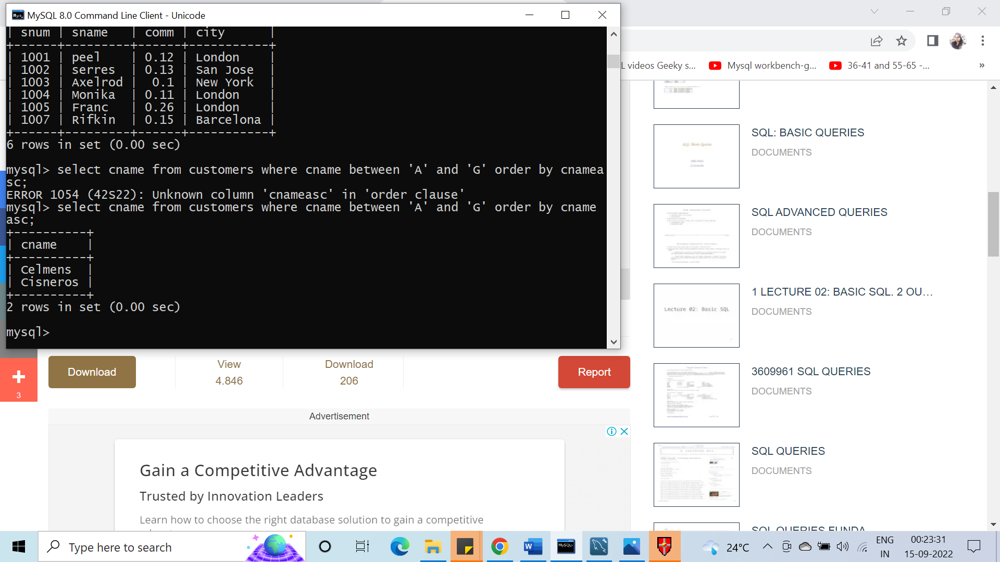 MySQL 8.0 Command Line Client - Unicode
| snum | sname   | comm | city      |
+------+---------+------+-----------+
| 1001 | peel    | 0.12 | London    |
| 1002 | serres  | 0.13 | San Jose  |
| 1003 | Axelrod |  0.1 | New York  |
| 1004 | Monika  | 0.11 | London    |
| 1005 | Franc   | 0.26 | London    |
| 1007 | Rifkin  | 0.15 | Barcelona |
+------+---------+------+-----------+
6 rows in set (0.00 sec)
mysql> select cname from customers where cname between 'A' and 'G' order by cnamea
sc;
ERROR 1054 (42S22): Unknown column 'cnameasc' in 'order clause'
mysql> select cname from customers where cname between 'A' and 'G' order by cname
asc;
+----------+
| cname    |
+----------+
| Celmens  |
| Cisneros |
+----------+
2 rows in set (0.00 sec)
mysql>
L videos Geeky s...
Mysql workbench-g...
36-41 and 55-65 -...
»
SQL: BASIC QUERIES
DOCUMENTS
SQL ADVANCED QUERIES
DOCUMENTS
Lecture 02: Basic SQL
1 LECTURE 02: BASIC SQL. 2 OU...
DOCUMENTS
3609961 SQL QUERIES
DOCUMENTS
SQL QUERIES
DOCUMENTS
SQL QUERIES FUNDA
3
Download
View
4.846
Download
206
Report
Advertisement
Gain a Competitive Advantage
Trusted by Innovation Leaders
Learn how to choose the right database solution to gain a competitive
Type here to search
24°C
ENG
IN
00:23:31
15-09-2022